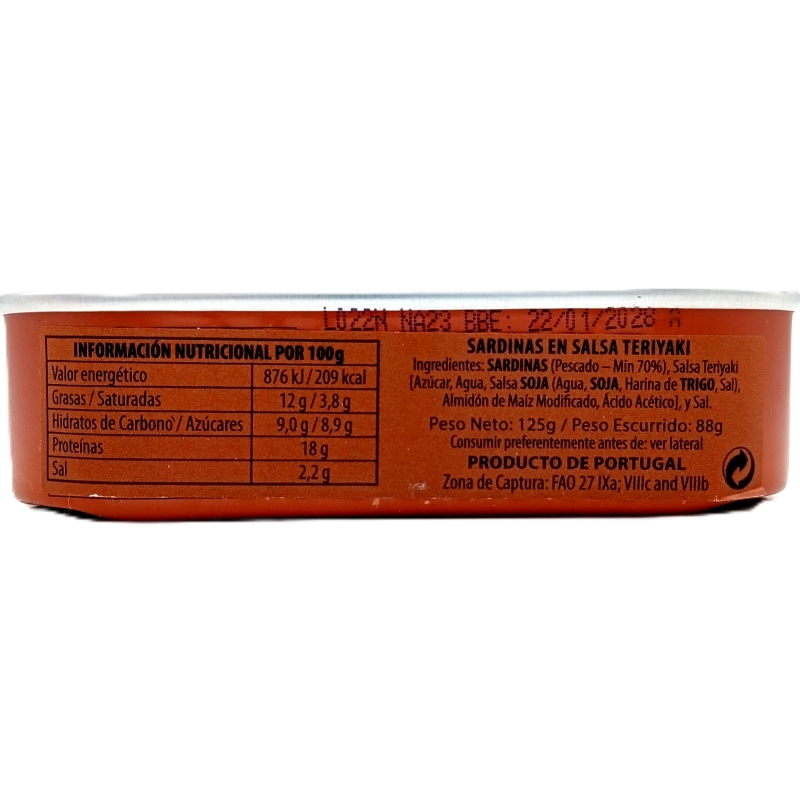 L022N NA23 BBE: 22/01/2028 A
INFORMACIÓN NUTRICIONAL POR 100g
Valor energético 876 kJ / 209 kcal
Grasas / Saturadas 12 g / 3,8 g
Hidratos de Carbono / Azúcares 9,0 g / 8,9 g
Proteínas 18 g
Sal 2,2 g
SARDINAS EN SALSA TERIYAKI
Ingredientes: SARDINAS (Pescado – Min 70%), Salsa Teriyaki
[Azúcar, Agua, Salsa SOJA (Agua, SOJA, Harina de TRIGO, Sal),
Almidón de Maíz Modificado, Ácido Acético], y Sal.
Peso Neto: 125g / Peso Escurrido: 88g
Consumir preferentemente antes de: ver lateral
PRODUCTO DE PORTUGAL
Zona de Captura: FAO 27 IXa; VIIIc and VIIIb